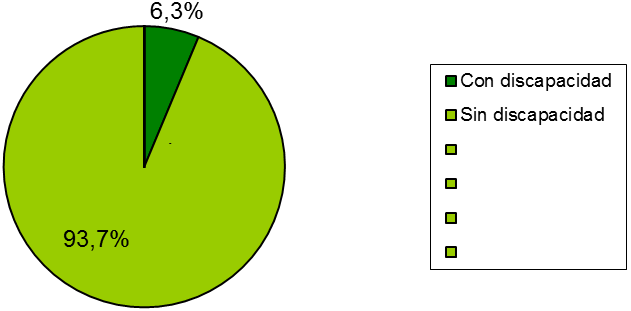 6,3%
93,7%
Con discapacidad
Sin discapacidad